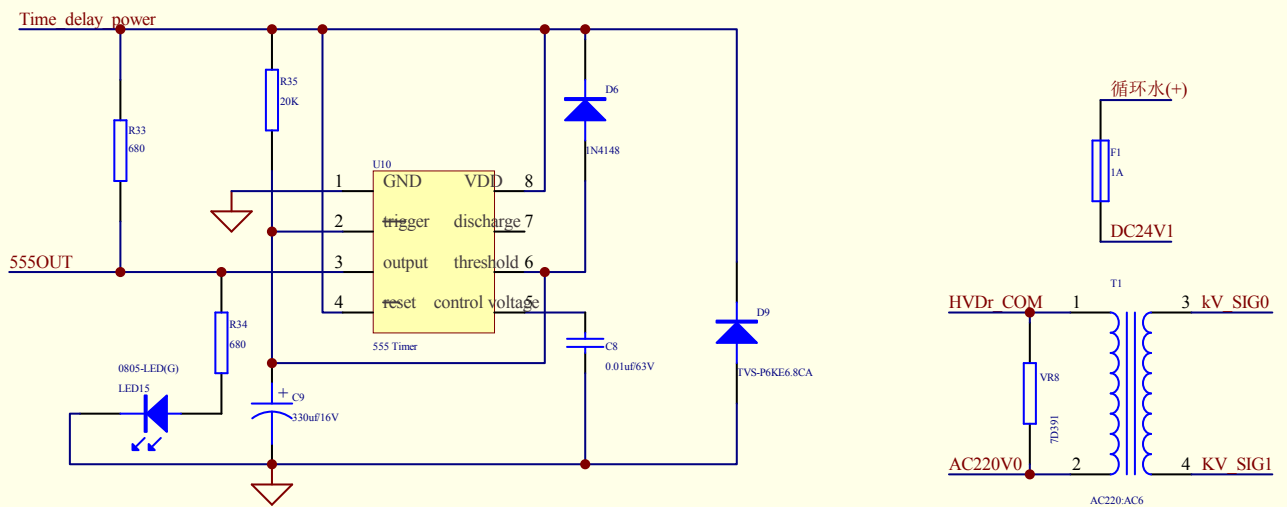 Time_delay_power
R35
20K
D6
1N4148
R33
680
U10
1
GND
VDD
8
2
trigger
discharge
7
555OUT
3
output
threshold
6
4
reset
control voltage
5
555 Timer
R34
680
0805-LED(G)
LED15
C9
330uf/16V
C8
0.01uf/63V
D9
TVS-P6KE6.8CA
循环水(+)
F1
1A
DC24V1
T1
HVDr_COM
1
3
kV_SIG0
VR8
7D391
AC220V0
2
4
KV_SIG1
AC220:AC6